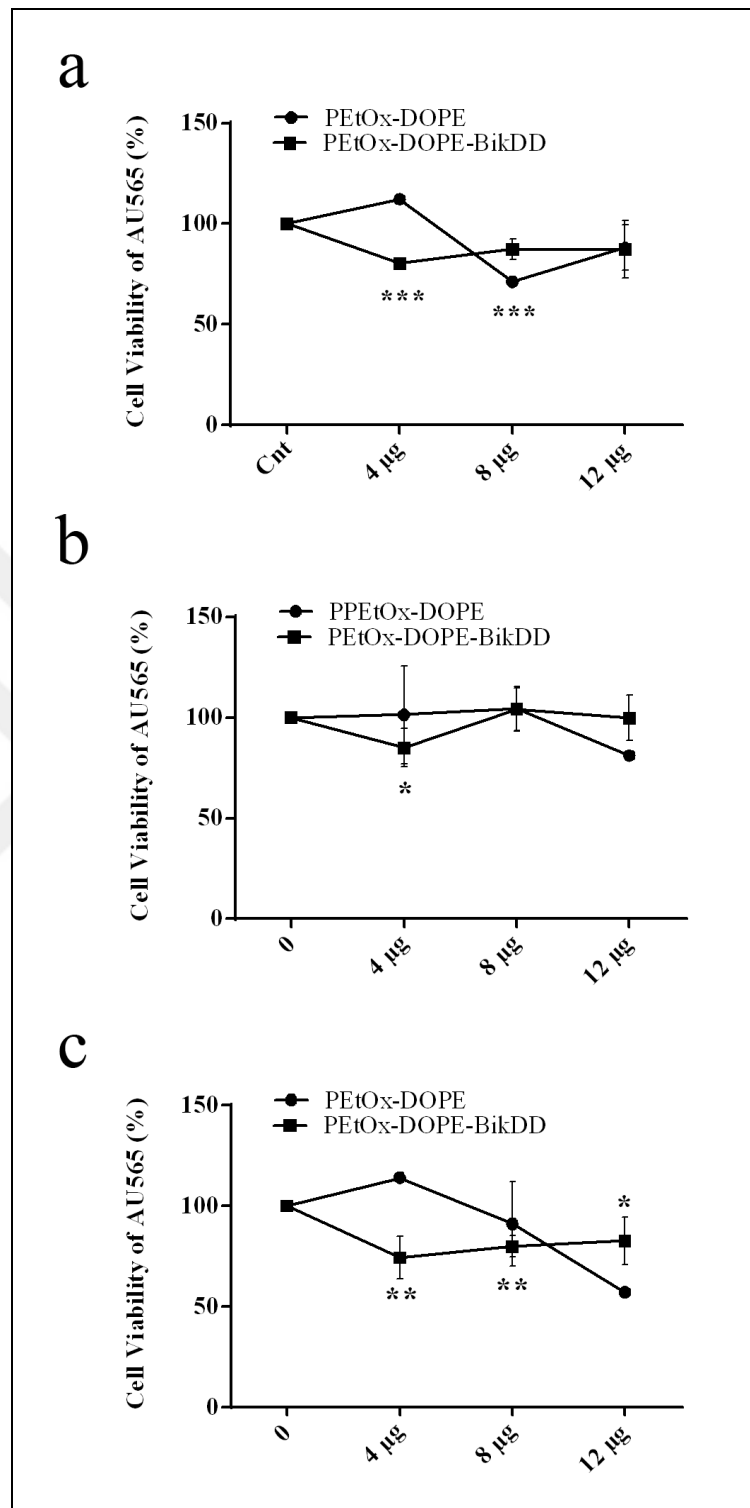 a
PEtOx-DOPE
PEtOx-DOPE-BikDD
Cell Viability of AU565 (%)
150
100
50
0
***
***
Cnt
4 µg
8 µg
12 µg
b
PPEtOx-DOPE
PEtOx-DOPE-BikDD
Cell Viability of AU565 (%)
150
100
50
0
*
0
4 µg
8 µg
12 µg
c
PEtOx-DOPE
PEtOx-DOPE-BikDD
Cell Viability of AU565 (%)
150
100
50
0
*
**
**
0
4 µg
8 µg
12 µg